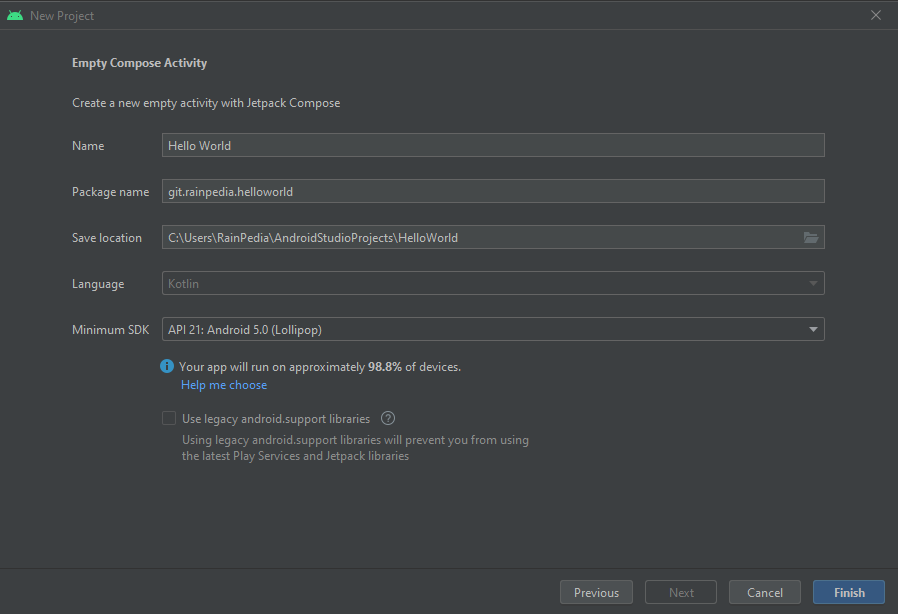 New Project
Empty Compose Activity
Create a new empty activity with Jetpack Compose
Name
Hello World
Package name
git.rainpedia.helloworld
Save location
C:\Users\RainPedia\AndroidStudioProjects\HelloWorld
Language
Kotlin
Minimum SDK
API 21: Android 5.0 (Lollipop)
Your app will run on approximately 98.8% of devices.
Help me choose
Use legacy android.support libraries
Using legacy android.support libraries will prevent you from using
the latest Play Services and Jetpack libraries
Previous
Next
Cancel
Finish